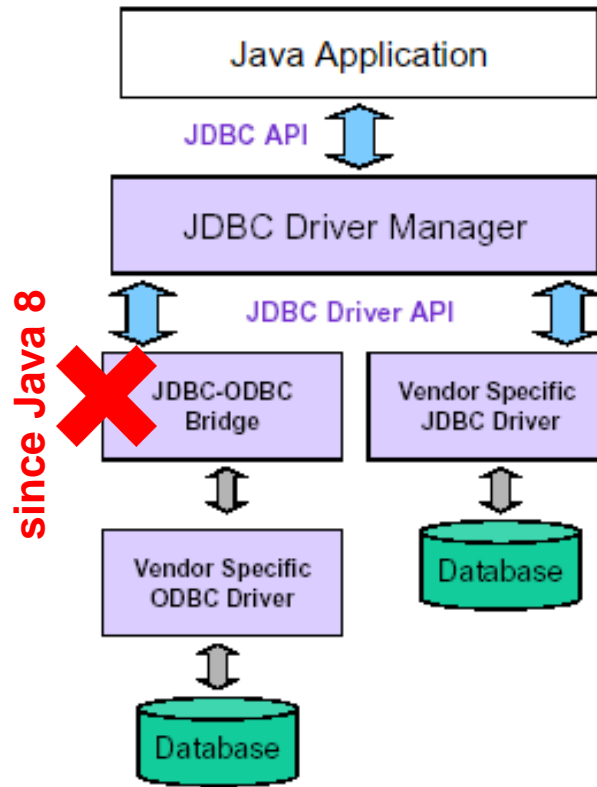 Java Application
JDBC API
JDBC Driver Manager
JDBC Driver API
since Java 8
JDBC-ODBC
Bridge
Vendor Specific
JDBC Driver
Vendor Specific
ODBC Driver
Database
Database